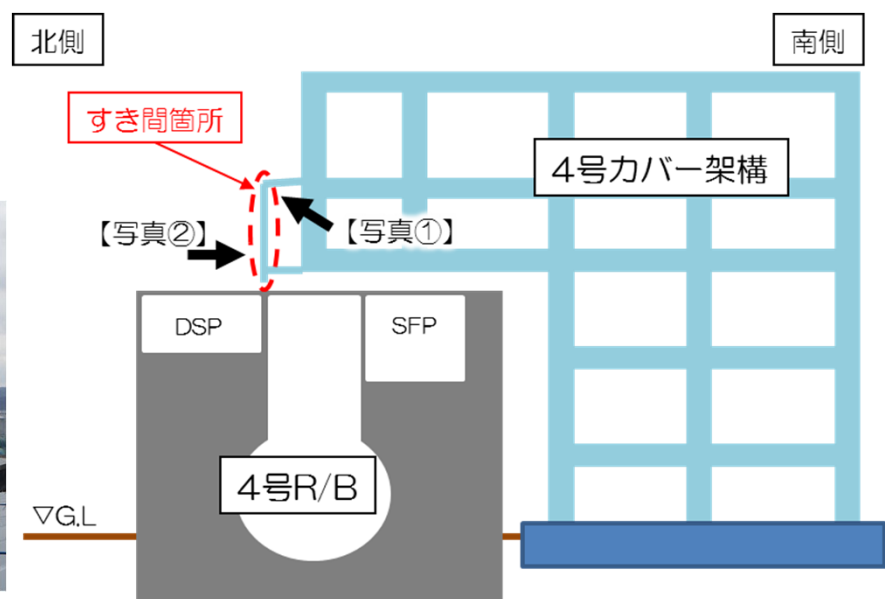 北側
南側
すき間箇所
4号カバー架構
【写真②】
【写真①】
DSP
SFP
4号R/B
▽G.L